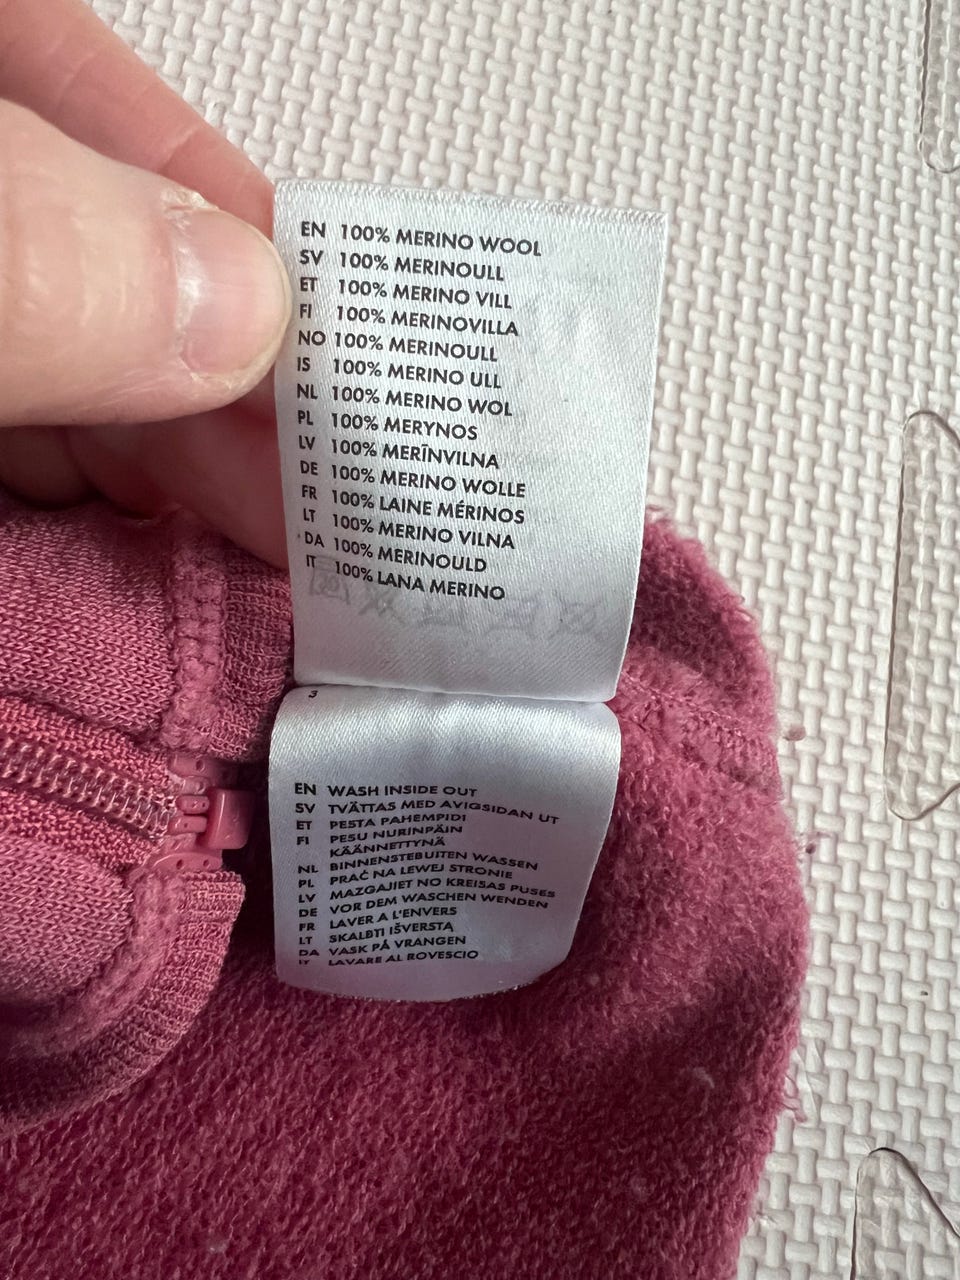 EN 100% MERINO WOOL
SV 100% MERINOULL
ET 100% MERINO VILL
FI 100% MERINOVILLA
NO 100% MERINOULL
IS 100% MERINO ULL
NL 100% MERINO WOL
PL 100% MERYNOS
LV 100% MERĪNVILNA
DE 100% MERINO WOLLE
FR 100% LAINE MÉRINOS
LT 100% MERINO VILNA
DA 100% MERINOULD
IT 100% LANA MERINO
3
EN WASH INSIDE OUT
SV TVÄTTAS MED AVIGSIDAN UT
ET PESTA PAHEMPIDI
FI PESU NURINPÄIN
KÄÄNNETTYNÄ
NL BINNENSTEBUITEN WASSEN
PL PRAĆ NA LEWEJ STRONIE
LV MAZGAJIET NO KREISAS PUSES
DE VOR DEM WASCHEN WENDEN
FR LAVER A L'ENVERS
LT SKALBTI IŠVERSTĄ
DA VASK PÅ VRANGEN
IT LAVARE AL ROVESCIO